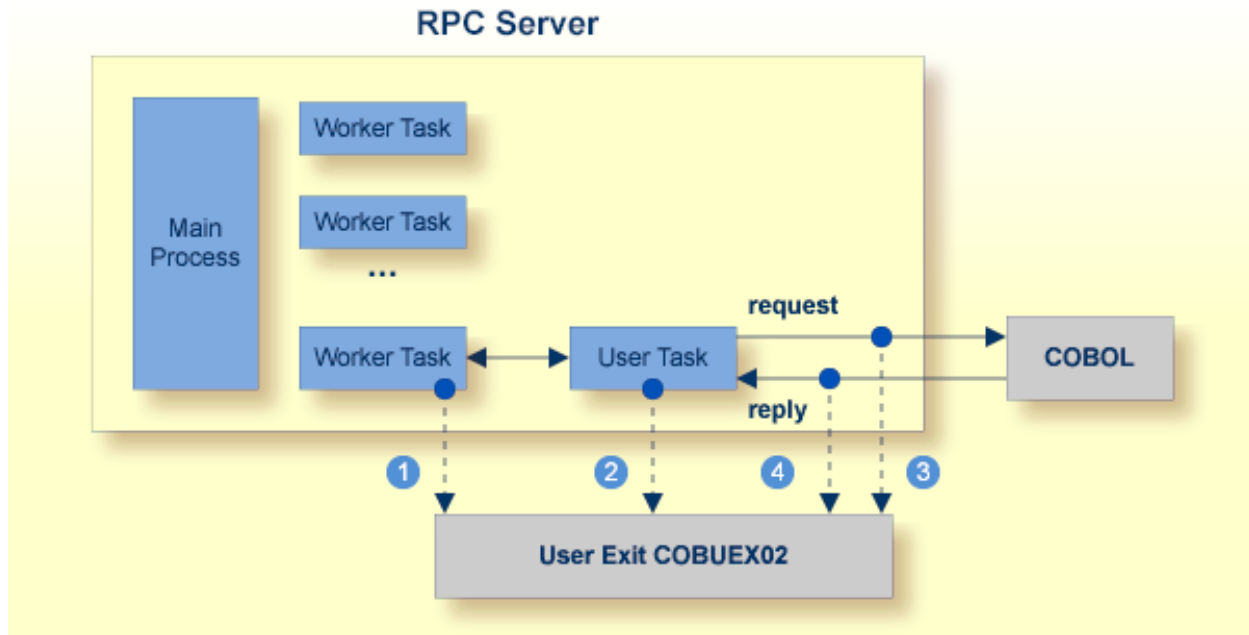 RPC Server
Worker Task
Worker Task
Main
Process
...
request
Worker Task
User Task
COBOL
reply
1
2
4
3
User Exit COBUEX02